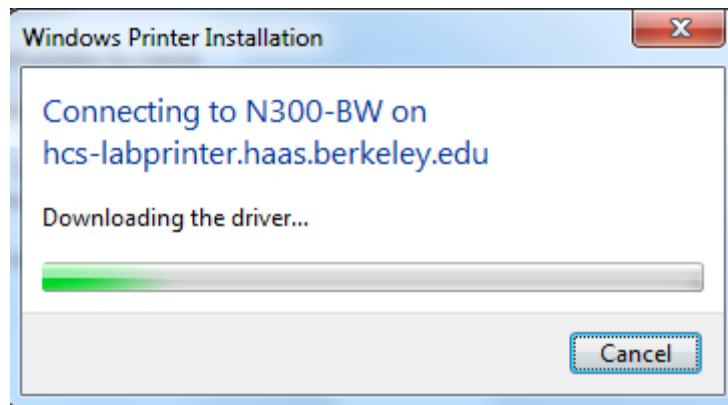 Windows Printer Installation
Connecting to N300-BW on
hcs-labprinter.haas.berkeley.edu
Downloading the driver...
Cancel